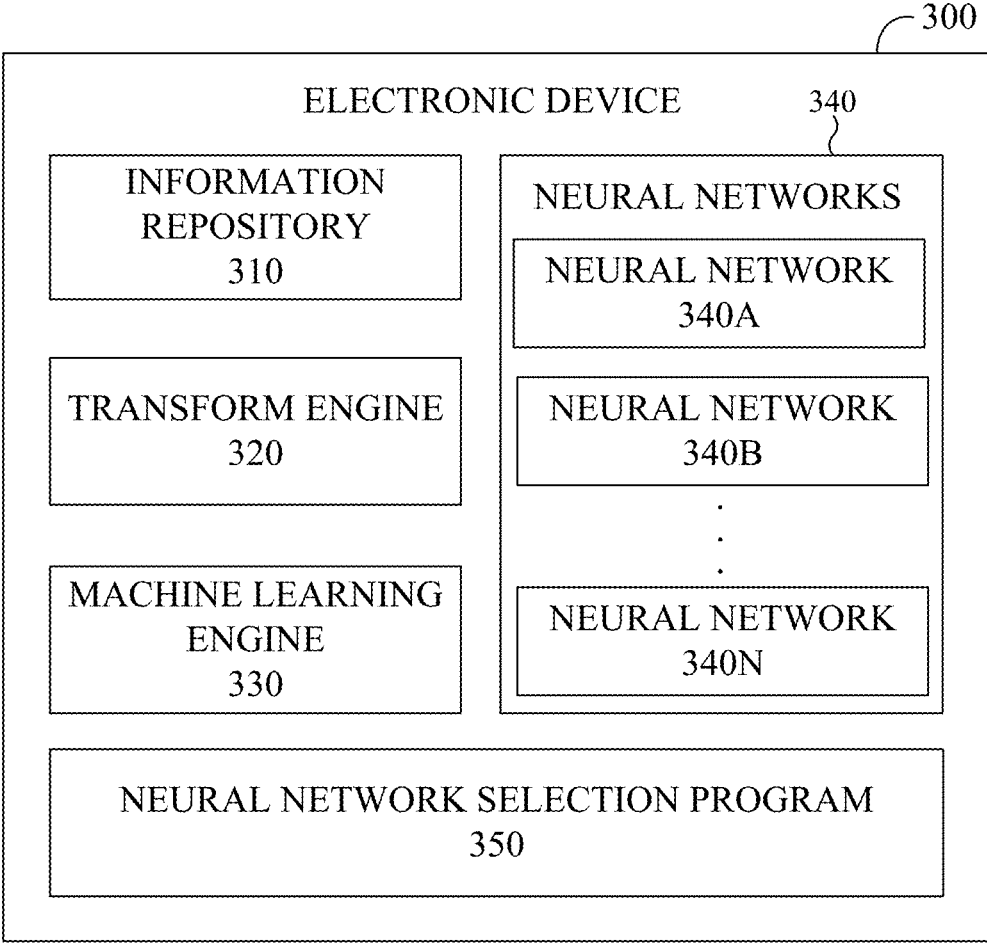 300
ELECTRONIC DEVICE
340
INFORMATION
REPOSITORY
310
TRANSFORM ENGINE
320
MACHINE LEARNING
ENGINE
330
NEURAL NETWORKS
NEURAL NETWORK
340A
NEURAL NETWORK
340B
NEURAL NETWORK
340N
NEURAL NETWORK SELECTION PROGRAM
350